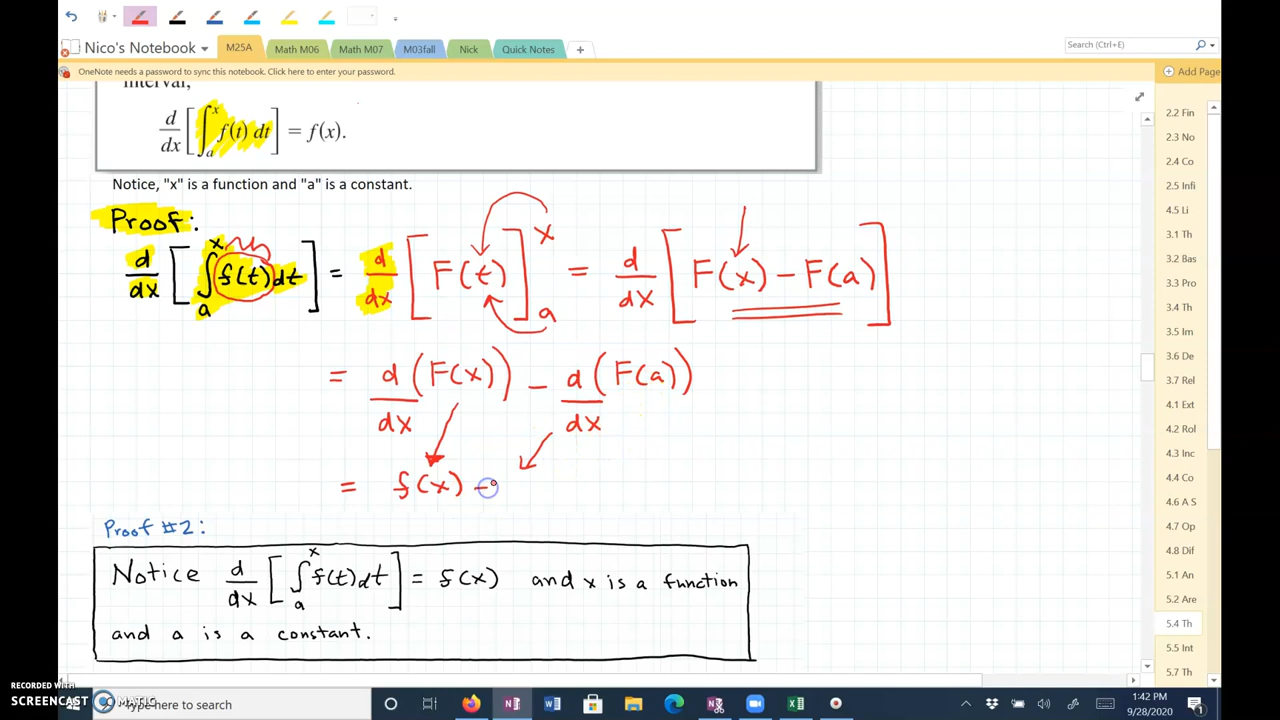 Nico's Notebook
M25A
Math M06
Math M07
M03fall
Nick
Quick Notes
Search (Ctrl+E)
OneNote needs a password to sync this notebook. Click here to enter your password.
Add Page
interval,
d/dx [∫_a^x f(t) dt] = f(x).
Notice, "x" is a function and "a" is a constant.
Proof:
d/dx [∫_a^x f(t)dt] = d/dx [F(t)]_a^x = d/dx [F(x) - F(a)]
= d/dx (F(x)) - d/dx (F(a))
= f(x) -
Proof #2:
Notice d/dx [∫_a^x f(t)dt] = f(x) and x is a function
and a is a constant.
2.2 Fin
2.3 No
2.4 Co
2.5 Infi
4.5 Li
3.1 Th
3.2 Bas
3.3 Pro
3.4 Th
3.5 Im
3.6 De
3.7 Rel
4.1 Ext
4.2 Rol
4.3 Inc
4.4 Co
4.6 A S
4.7 Op
4.8 Dif
5.1 An
5.2 Are
5.4 Th
5.5 Int
5.7 Th
RECORDED WITH
SCREENCAST MATIC
Type here to search
1:42 PM
9/28/2020
1